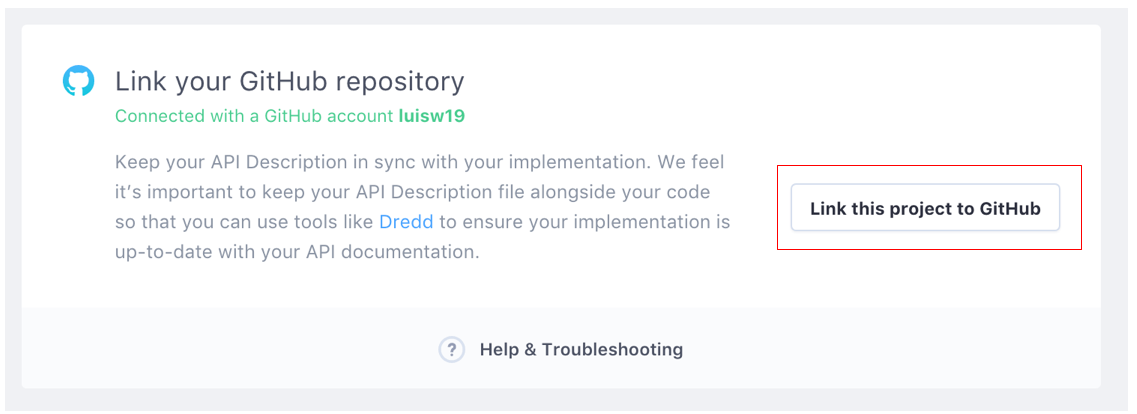 Link your GitHub repository
Connected with a GitHub account luisw19
Keep your API Description in sync with your implementation. We feel
it’s important to keep your API Description file alongside your code
so that you can use tools like Dredd to ensure your implementation is
up-to-date with your API documentation.
Link this project to GitHub
? Help & Troubleshooting